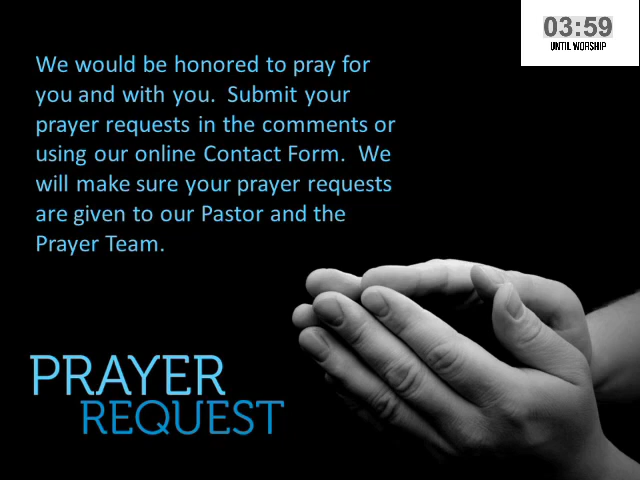 03:59
UNTIL WORSHIP
We would be honored to pray for
you and with you.  Submit your
prayer requests in the comments or
using our online Contact Form.  We
will make sure your prayer requests
are given to our Pastor and the
Prayer Team.
PRAYER
REQUEST